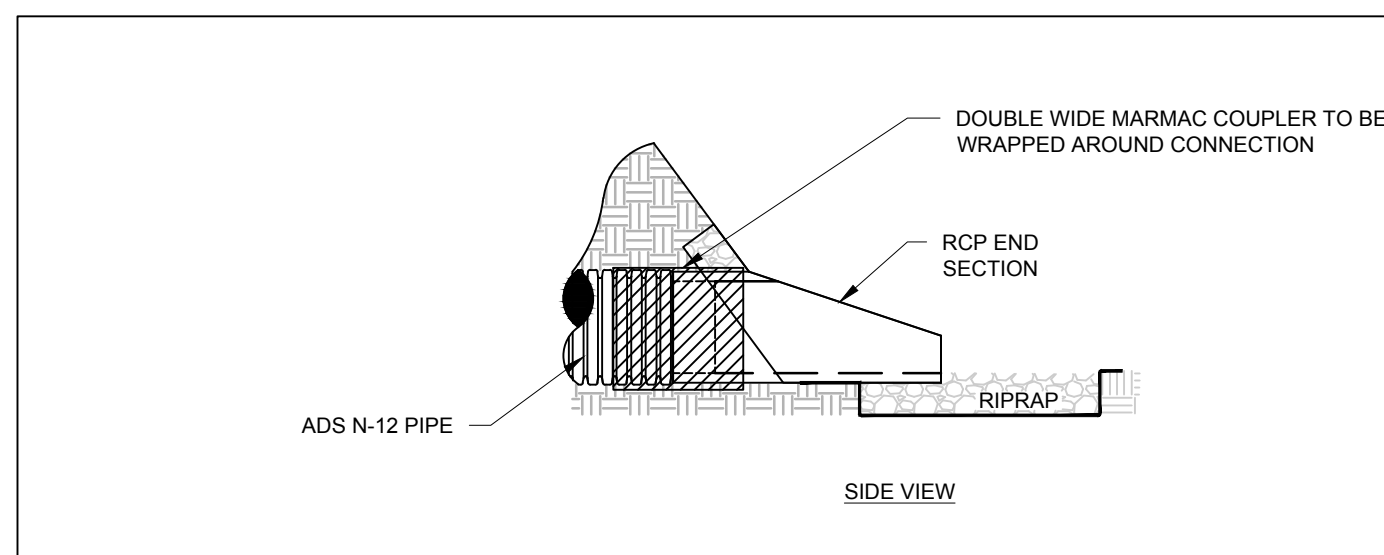 DOUBLE WIDE MARMAC COUPLER TO BE
WRAPPED AROUND CONNECTION
RCP END
SECTION
RIPRAP
ADS N-12 PIPE
SIDE VIEW